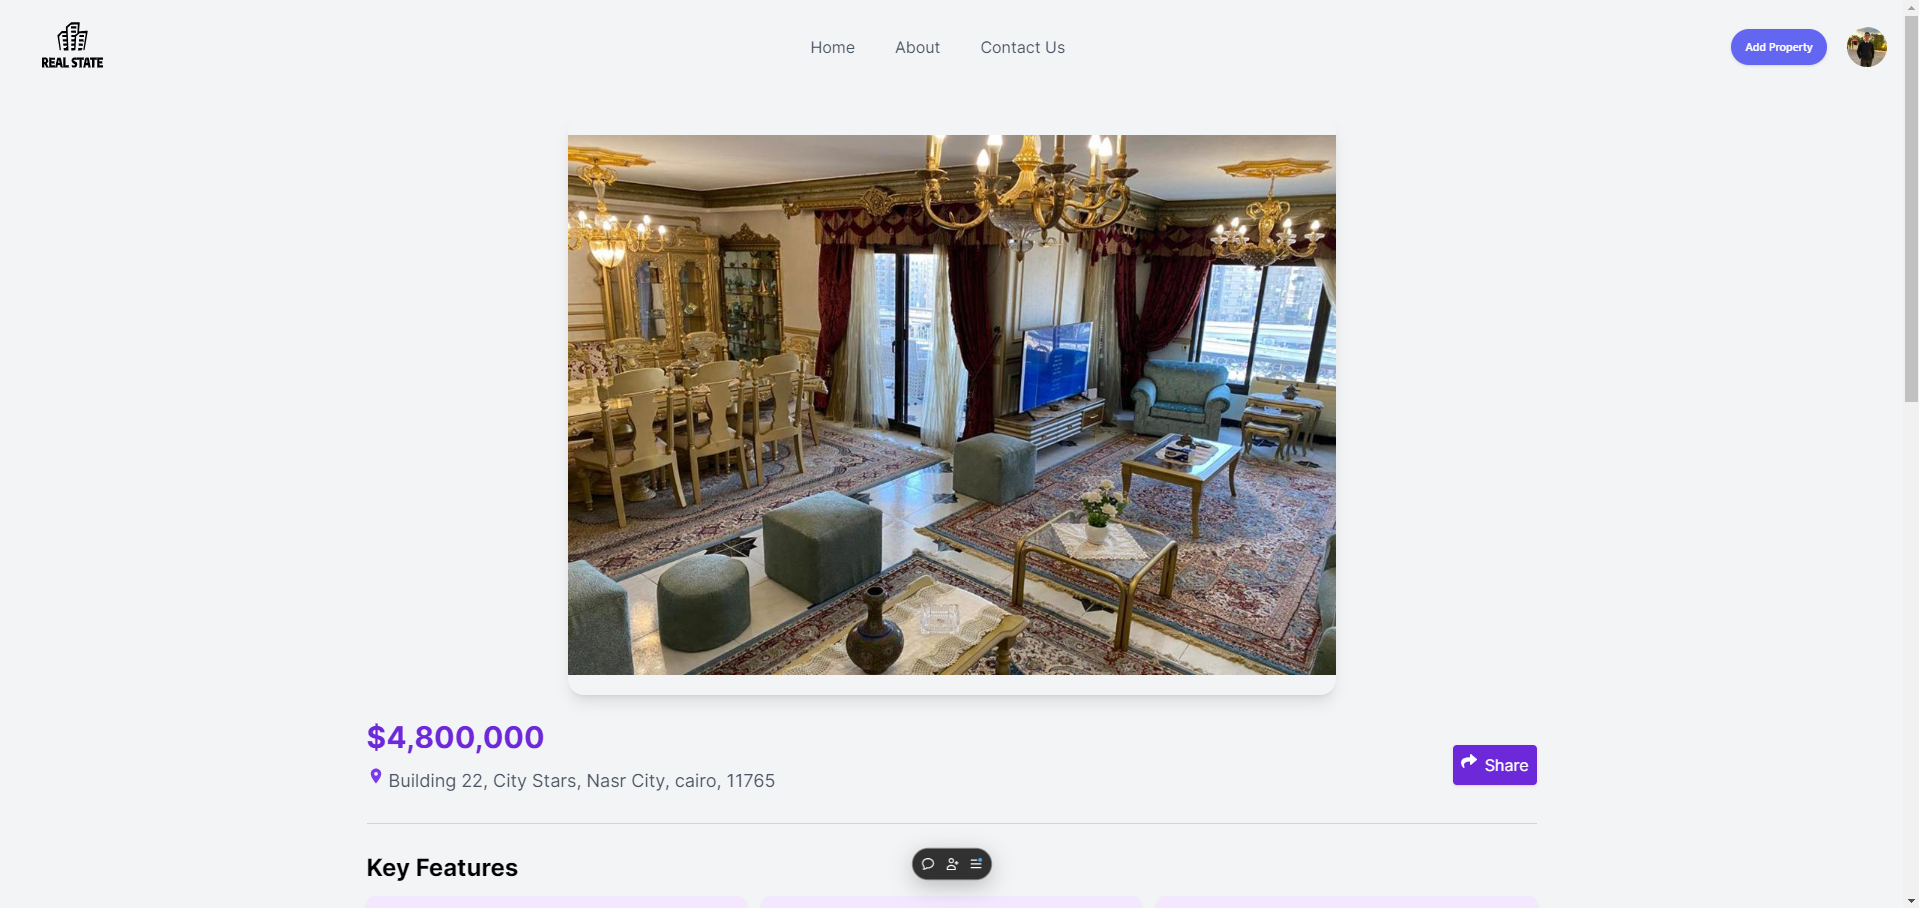 REAL STATE
Home
About
Contact Us
Add Property
$4,800,000
Building 22, City Stars, Nasr City, cairo, 11765
Share
Key Features